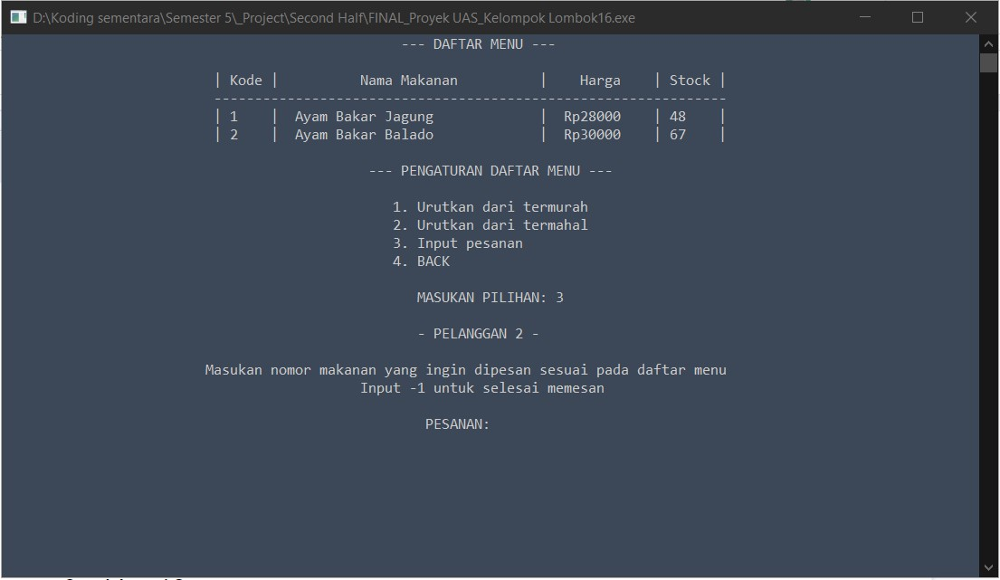 D:\Koding sementara\Semester 5\_Project\Second Half\FINAL_Proyek UAS_Kelompok Lombok16.exe
--- DAFTAR MENU ---
| Kode | Nama Makanan | Harga | Stock |
---------------------------------------------------------------
| 1 | Ayam Bakar Jagung | Rp28000 | 48 |
| 2 | Ayam Bakar Balado | Rp30000 | 67 |
--- PENGATURAN DAFTAR MENU ---
1. Urutkan dari termurah
2. Urutkan dari termahal
3. Input pesanan
4. BACK
MASUKAN PILIHAN: 3
- PELANGGAN 2 -
Masukan nomor makanan yang ingin dipesan sesuai pada daftar menu
Input -1 untuk selesai memesan
PESANAN: